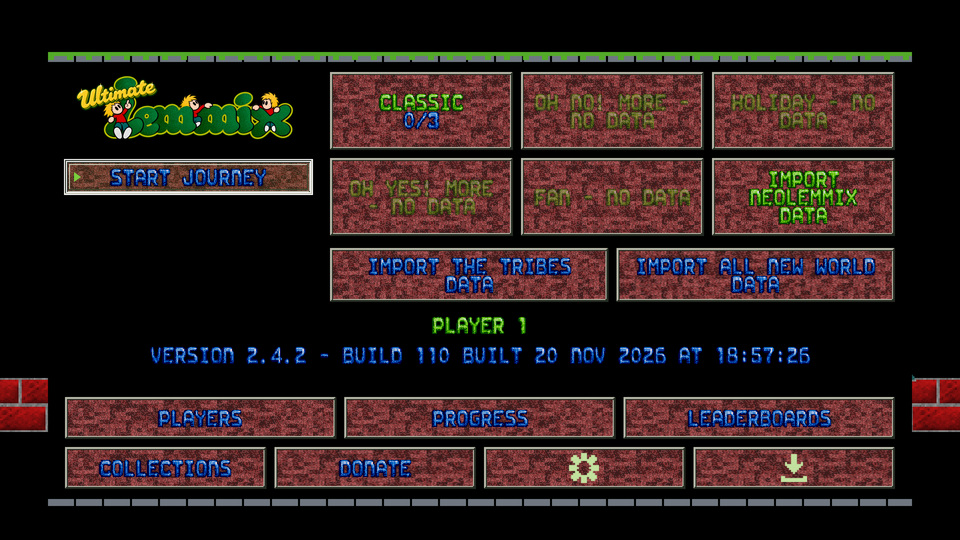 Ultimate
Lemmix
CLASSIC
0/3
OH NO! MORE -
NO DATA
HOLIDAY - NO
DATA
START JOURNEY
OH YES! MORE
- NO DATA
FAN - NO DATA
IMPORT
NEOLEMMIX
DATA
IMPORT THE TRIBES
DATA
IMPORT ALL NEW WORLD
DATA
PLAYER 1
VERSION 2.4.2 - BUILD 110 BUILT 20 NOV 2026 AT 18:57:26
PLAYERS
PROGRESS
LEADERBOARDS
COLLECTIONS
DONATE